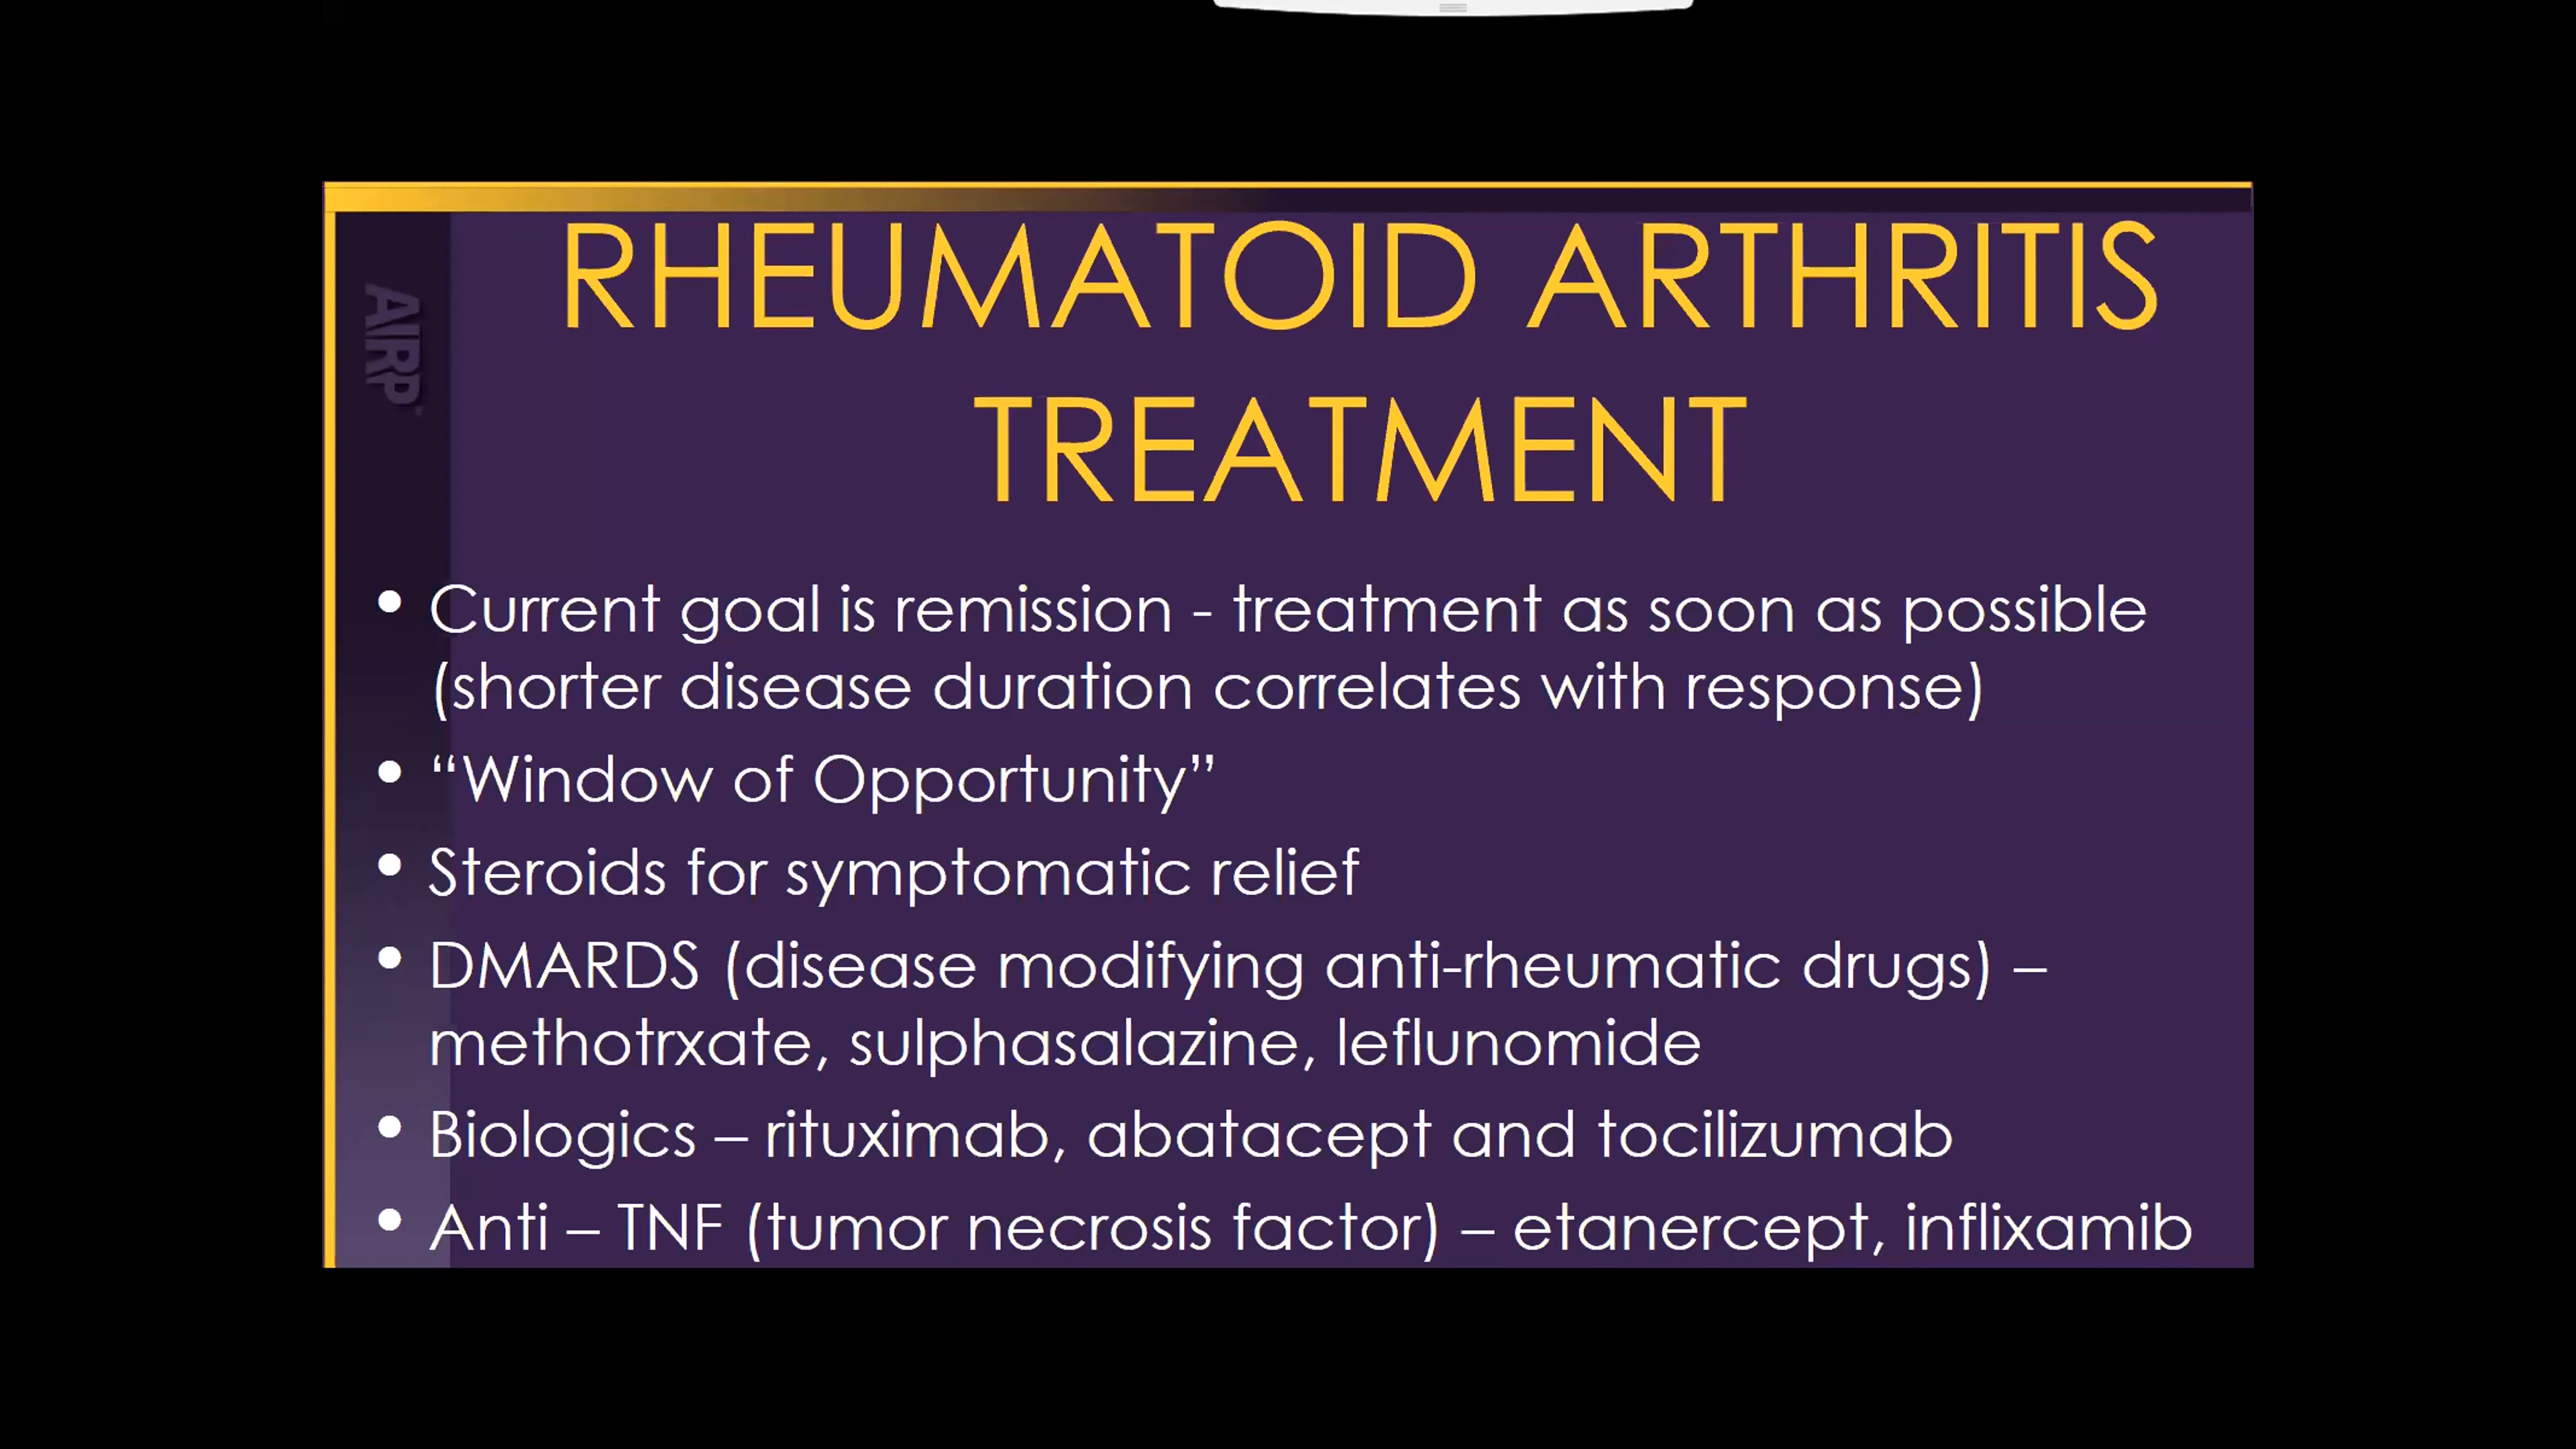 RHEUMATOID ARTHRITIS
TREATMENT
AIRP
• Current goal is remission - treatment as soon as possible
(shorter disease duration correlates with response)
• “Window of Opportunity”
• Steroids for symptomatic relief
• DMARDS (disease modifying anti-rheumatic drugs) –
methotrxate, sulphasalazine, leflunomide
• Biologics – rituximab, abatacept and tocilizumab
• Anti – TNF (tumor necrosis factor) – etanercept, inflixamib